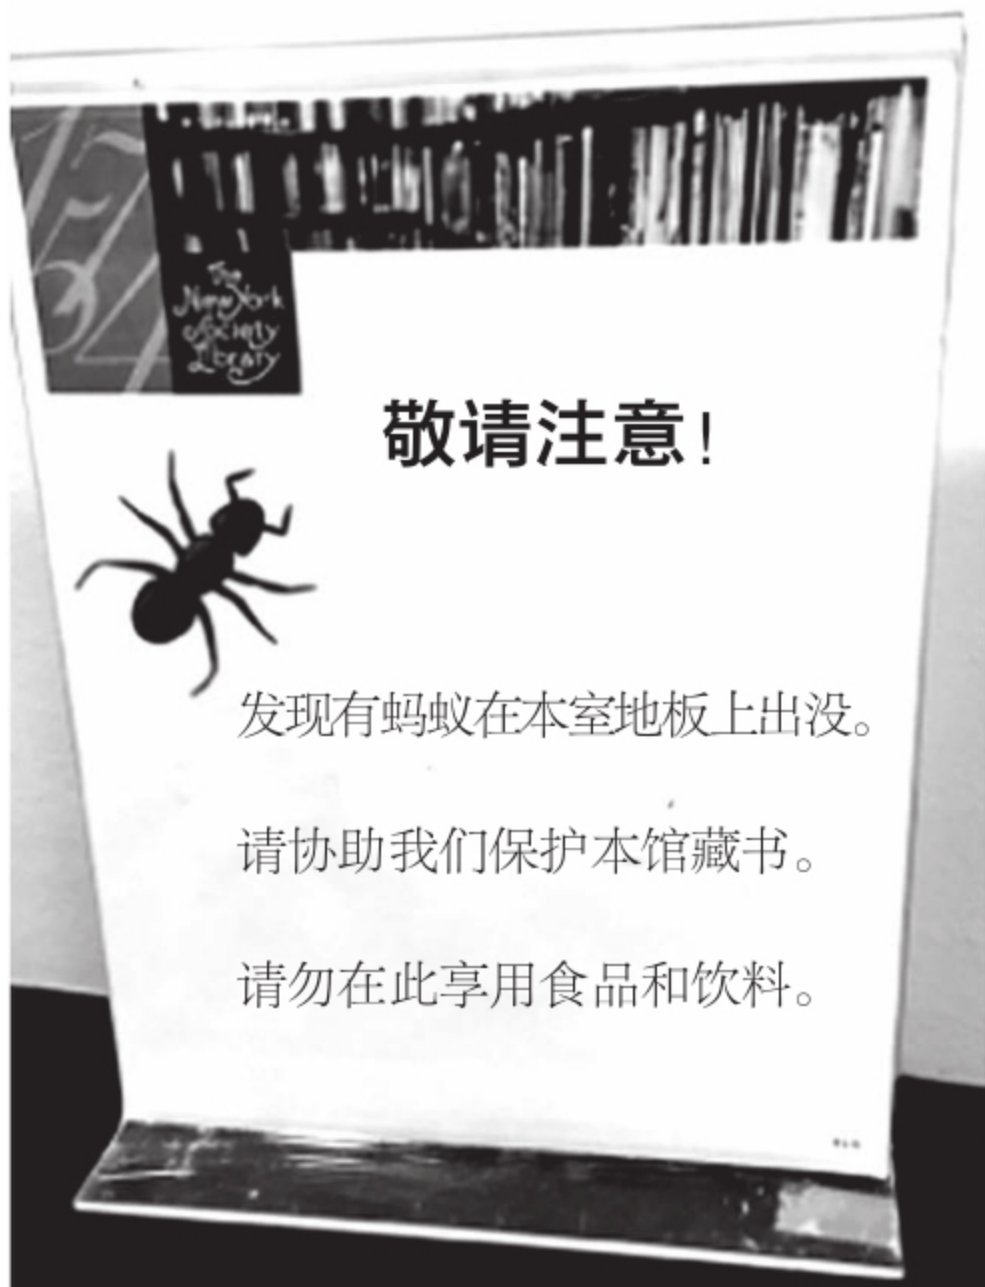 The
New York
Society
Library
敬请注意！
发现有蚂蚁在本室地板上出没。
请协助我们保护本馆藏书。
请勿在此享用食品和饮料。